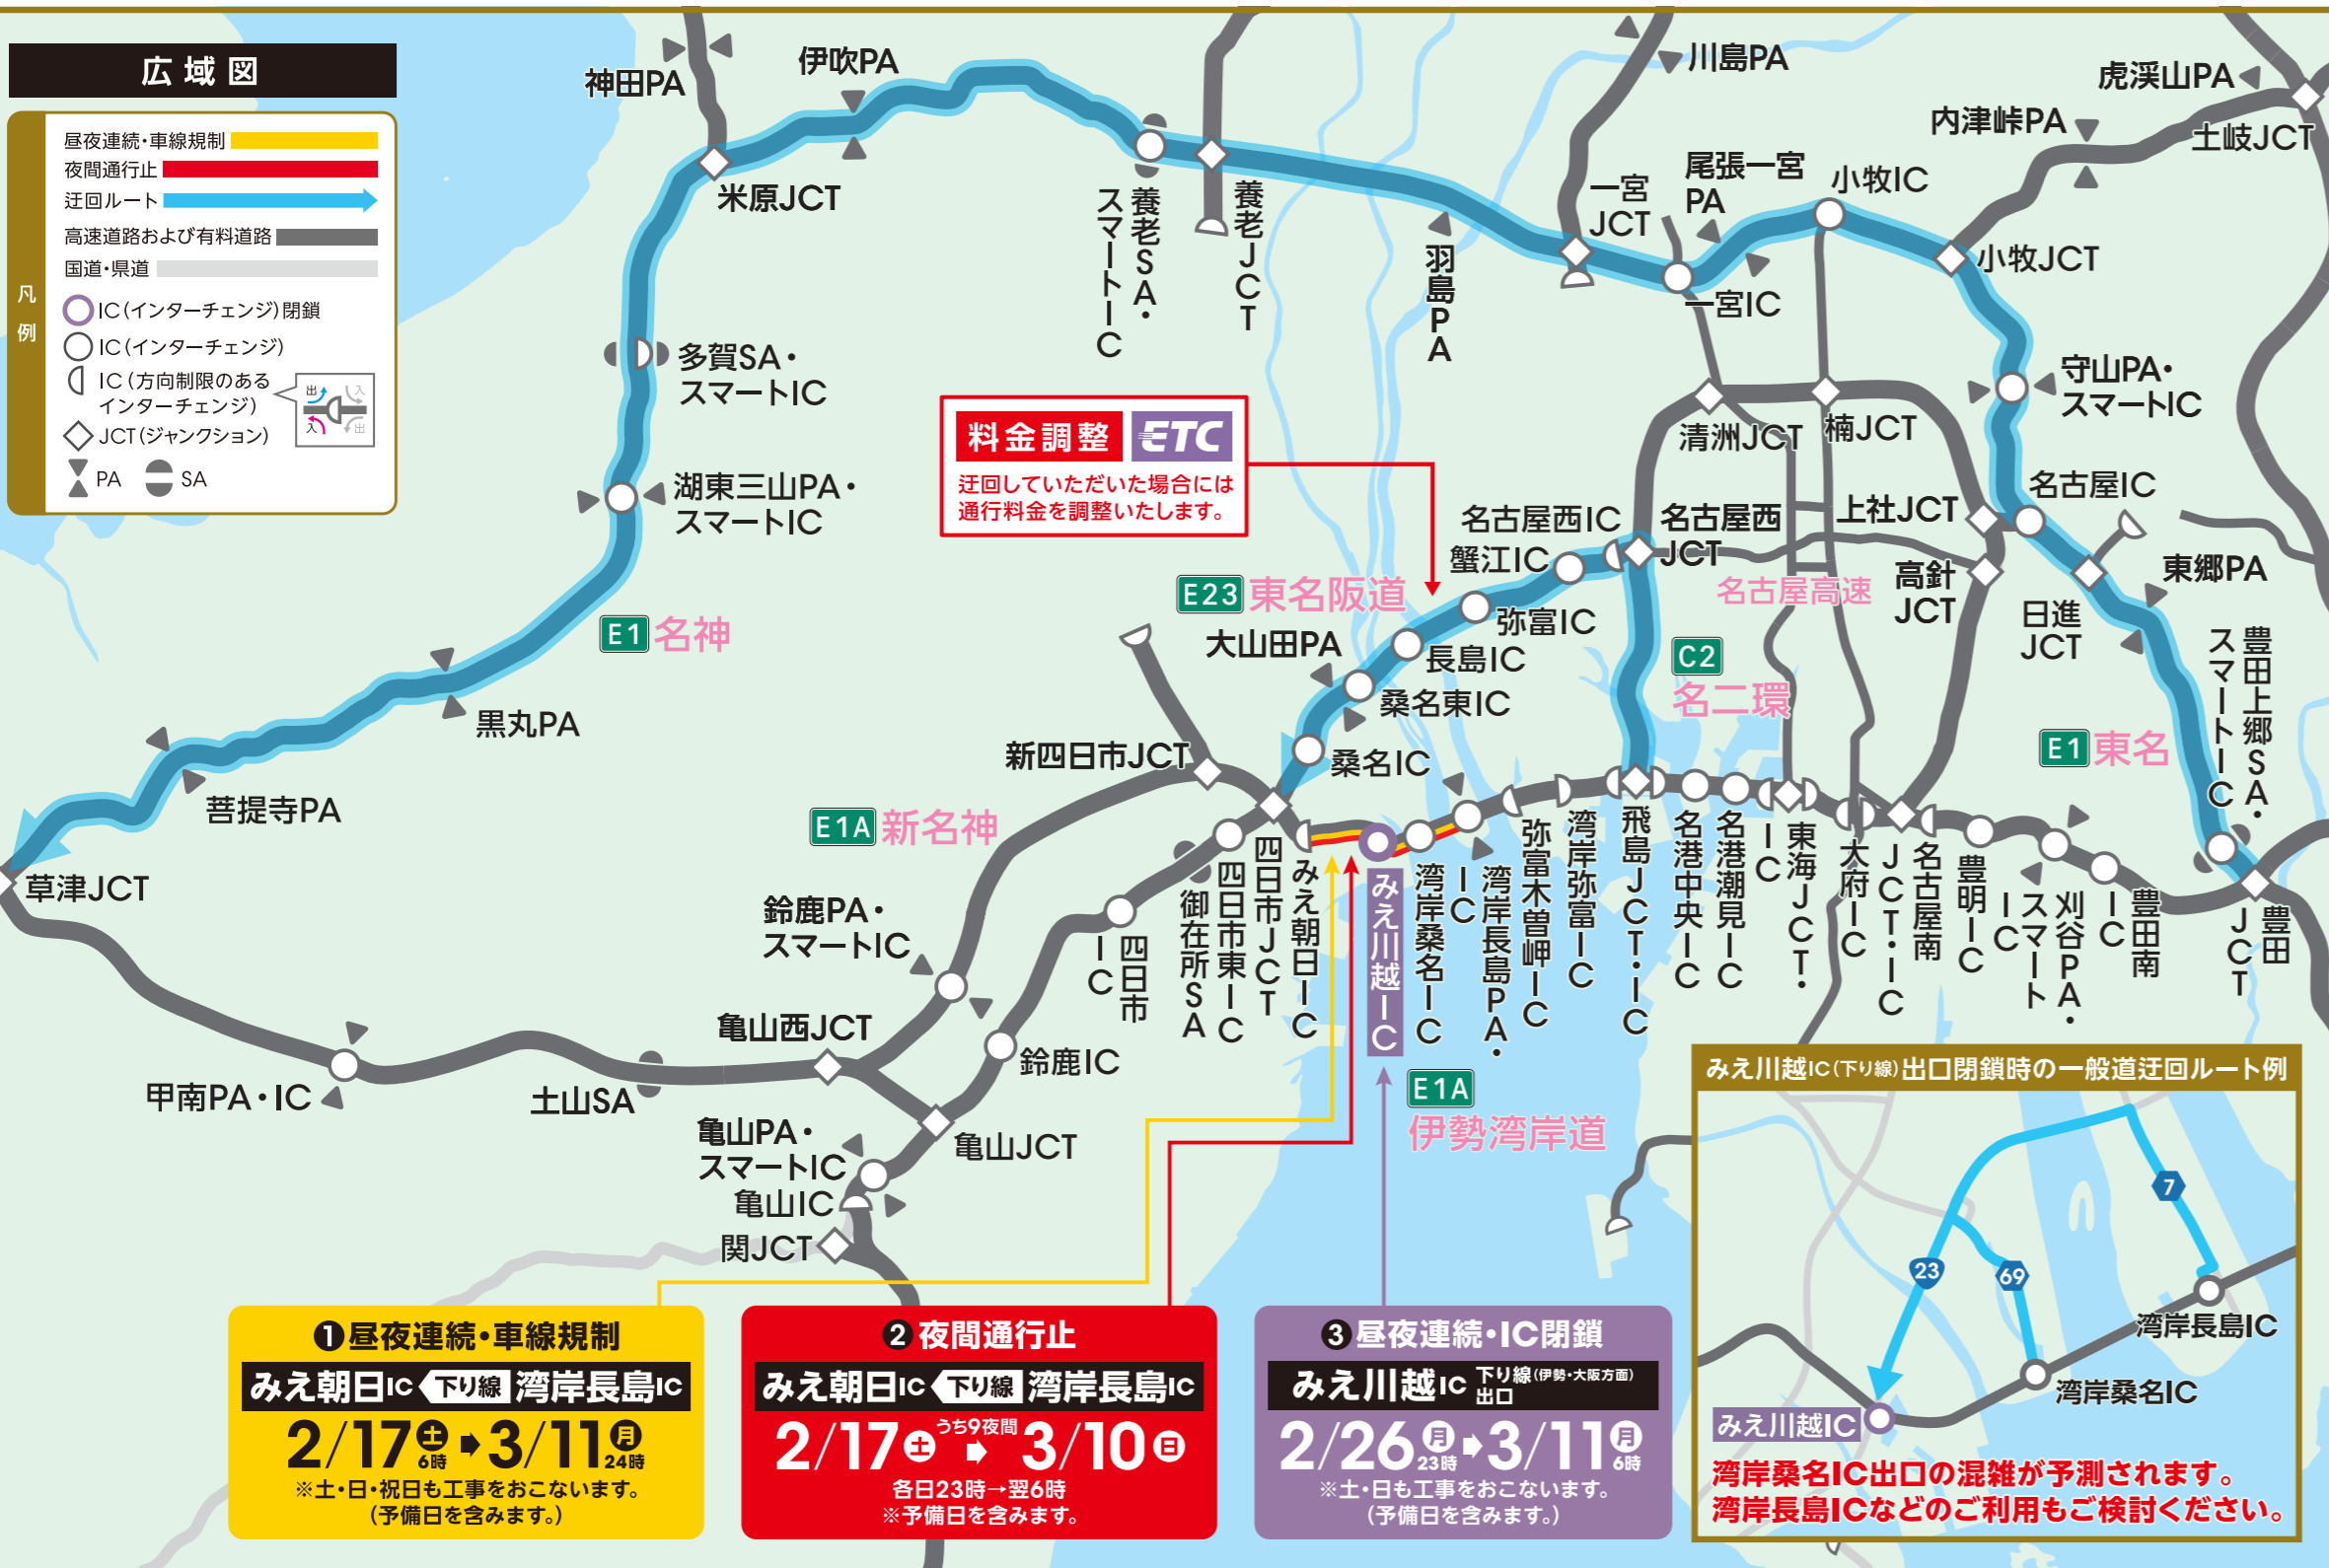 広域図
凡例
昼夜連続・車線規制
夜間通行止
迂回ルート
高速道路および有料道路
国道・県道
IC（インターチェンジ）閉鎖
IC（インターチェンジ）
IC（方向制限のある
インターチェンジ）
出
入
入
出
JCT（ジャンクション）
PA
SA
神田PA
伊吹PA
米原JCT
養老SA・
スマートIC
養老JCT
羽島PA
川島PA
一宮
JCT
尾張一宮
PA
一宮IC
小牧IC
小牧JCT
内津峠PA
虎渓山PA
土岐JCT
多賀SA・
スマートIC
湖東三山PA・
スマートIC
E1 名神
黒丸PA
菩提寺PA
草津JCT
料金調整 ETC
迂回していただいた場合には
通行料金を調整いたします。
清洲JCT
楠JCT
守山PA・
スマートIC
名古屋IC
上社JCT
名古屋西IC
名古屋西
JCT
蟹江IC
E23 東名阪道
弥富IC
長島IC
大山田PA
桑名東IC
桑名IC
名古屋高速
高針
JCT
C2
名二環
日進
JCT
東郷PA
E1 東名
豊田上郷SA・
スマートIC
新四日市JCT
E1A 新名神
四日市
IC
御在所SA
四日市東IC
四日市JCT
みえ朝日IC
みえ川越IC
湾岸桑名IC
湾岸長島PA・
IC
弥富木曽岬IC
湾岸弥富IC
飛島JCT・IC
名港中央IC
名港潮見IC
東海JCT・
IC
大府IC
名古屋南
JCT・IC
豊明IC
刈谷PA・
スマート
IC
豊田南
IC
豊田
JCT
鈴鹿PA・
スマートIC
亀山西JCT
鈴鹿IC
甲南PA・IC
土山SA
亀山PA・
スマートIC
亀山JCT
亀山IC
関JCT
E1A
伊勢湾岸道
❶昼夜連続・車線規制
みえ朝日IC 下り線 湾岸長島IC
2/17土6時➡3/11月24時
※土・日・祝日も工事をおこないます。
（予備日を含みます。）
❷夜間通行止
みえ朝日IC 下り線 湾岸長島IC
2/17土 うち9夜間➡ 3/10日
各日23時→翌6時
※予備日を含みます。
❸昼夜連続・IC閉鎖
みえ川越IC 下り線（伊勢・大阪方面）
出口
2/26月23時➡3/11月6時
※土・日も工事をおこないます。
（予備日を含みます。）
みえ川越IC（下り線）出口閉鎖時の一般道迂回ルート例
7
23
69
湾岸長島IC
湾岸桑名IC
みえ川越IC
湾岸桑名IC出口の混雑が予測されます。
湾岸長島ICなどのご利用もご検討ください。